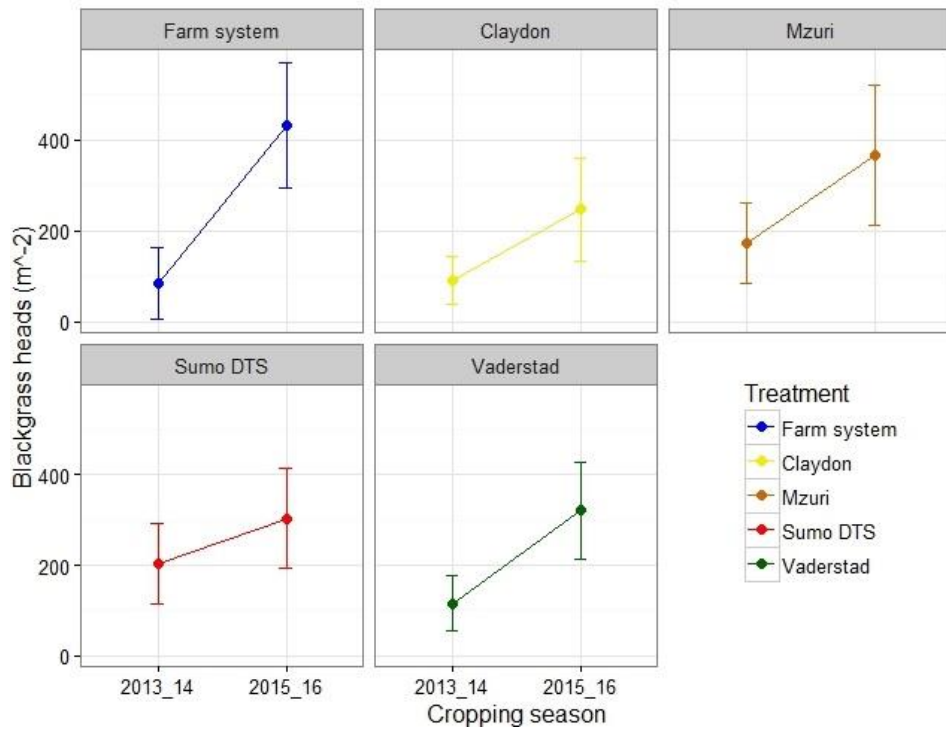 Farm system
Claydon
Mzuri
400
200
0
Sumo DTS
Vaderstad
400
200
0
Blackgrass heads (m^-2)
2013_14
2015_16
2013_14
2015_16
Cropping season
Treatment
Farm system
Claydon
Mzuri
Sumo DTS
Vaderstad